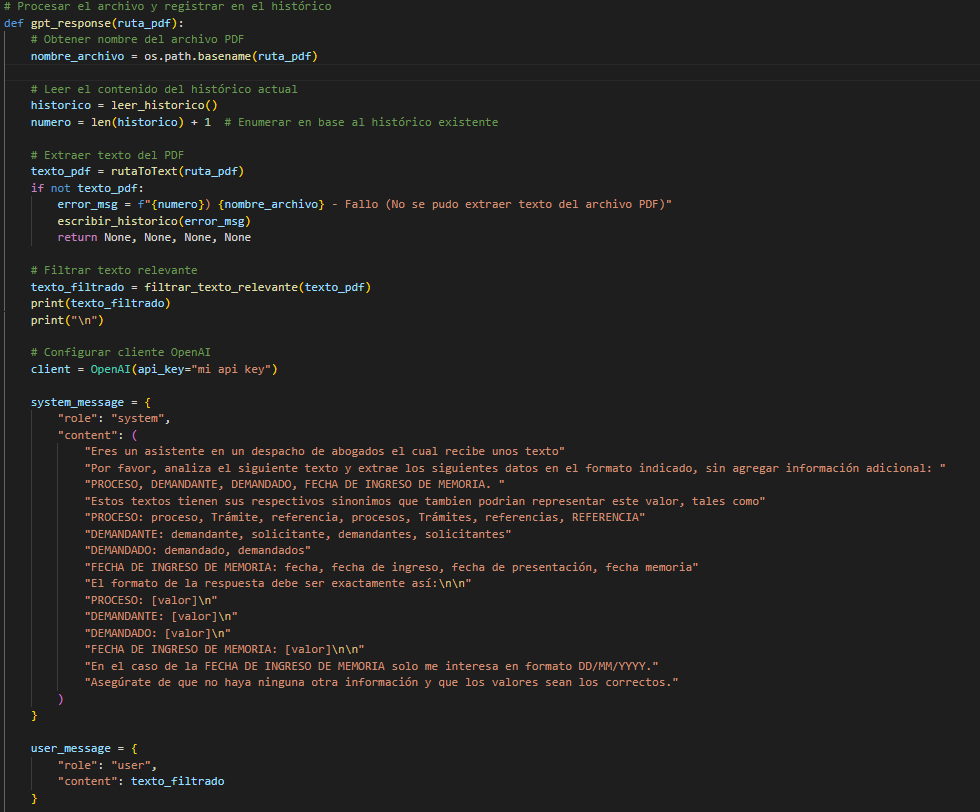 # Procesar el archivo y registrar en el histórico
def gpt_response(ruta_pdf):
    # Obtener nombre del archivo PDF
    nombre_archivo = os.path.basename(ruta_pdf)

    # Leer el contenido del histórico actual
    historico = leer_historico()
    numero = len(historico) + 1  # Enumerar en base al histórico existente

    # Extraer texto del PDF
    texto_pdf = rutaToText(ruta_pdf)
    if not texto_pdf:
        error_msg = f"{numero}) {nombre_archivo} - Fallo (No se pudo extraer texto del archivo PDF)"
        escribir_historico(error_msg)
        return None, None, None, None

    # Filtrar texto relevante
    texto_filtrado = filtrar_texto_relevante(texto_pdf)
    print(texto_filtrado)
    print("\n")

    # Configurar cliente OpenAI
    client = OpenAI(api_key="mi api key")

    system_message = {
        "role": "system",
        "content": (
            "Eres un asistente en un despacho de abogados el cual recibe unos texto"
            "Por favor, analiza el siguiente texto y extrae los siguientes datos en el formato indicado, sin agregar información adicional: "
            "PROCESO, DEMANDANTE, DEMANDADO, FECHA DE INGRESO DE MEMORIA. "
            "Estos textos tienen sus respectivos sinonimos que tambien podrian representar este valor, tales como"
            "PROCESO: proceso, Trámite, referencia, procesos, Trámites, referencias, REFERENCIA"
            "DEMANDANTE: demandante, solicitante, demandantes, solicitantes"
            "DEMANDADO: demandado, demandados"
            "FECHA DE INGRESO DE MEMORIA: fecha, fecha de ingreso, fecha de presentación, fecha memoria"
            "El formato de la respuesta debe ser exactamente así:\n\n"
            "PROCESO: [valor]\n"
            "DEMANDANTE: [valor]\n"
            "DEMANDADO: [valor]\n"
            "FECHA DE INGRESO DE MEMORIA: [valor]\n\n"
            "En el caso de la FECHA DE INGRESO DE MEMORIA solo me interesa en formato DD/MM/YYYY."
            "Asegúrate de que no haya ninguna otra información y que los valores sean los correctos."
        )
    }

    user_message = {
        "role": "user",
        "content": texto_filtrado
    }